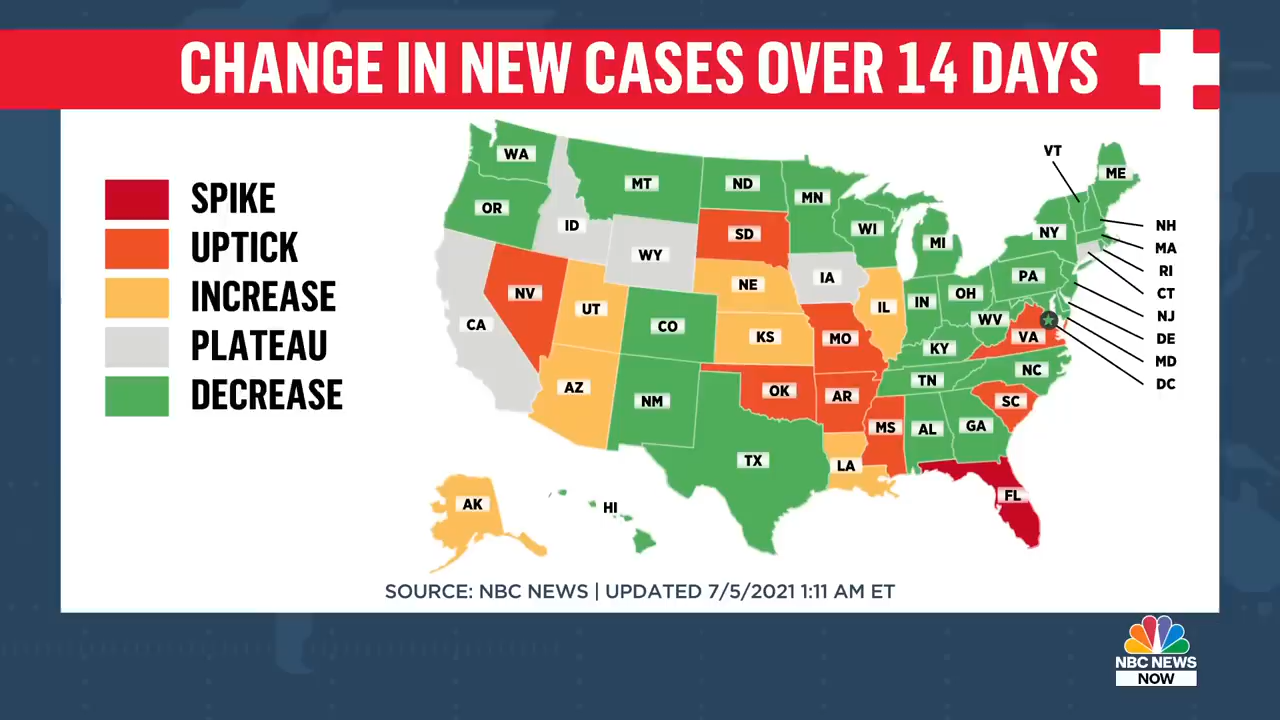 CHANGE IN NEW CASES OVER 14 DAYS
SPIKE
UPTICK
INCREASE
PLATEAU
DECREASE
WA
OR
MT
ID
WY
ND
SD
MN
WI
MI
VT
ME
NY
NH
MA
RI
CT
NJ
DE
MD
DC
PA
NV
UT
CA
AZ
CO
NM
NE
KS
IA
IL
IN
OH
WV
VA
KY
TN
NC
SC
MO
OK
AR
MS
AL
GA
TX
LA
FL
AK
HI
SOURCE: NBC NEWS | UPDATED 7/5/2021 1:11 AM ET
NBC NEWS
NOW